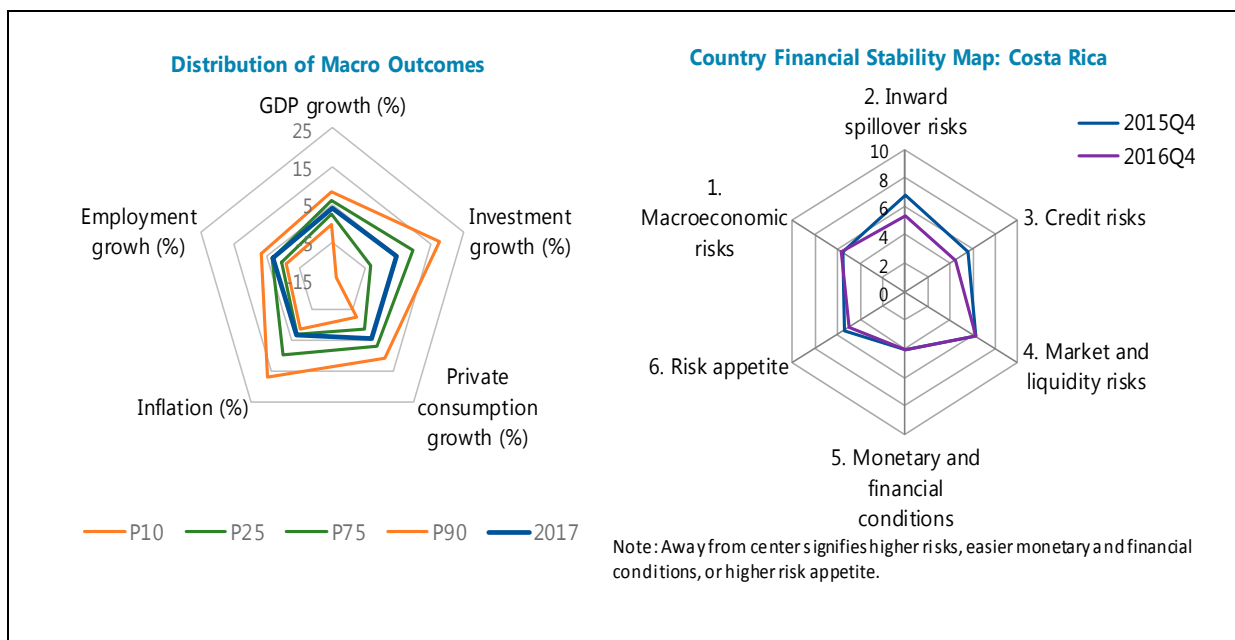 Distribution of Macro Outcomes
GDP growth (%)
25
15
5
-5
-15
Employment
growh (%)
Investment
growth (%)
Inflation (%)
Private
consumption
growth (%)
P10
P25
P75
P90
2017
Country Financial Stability Map: Costa Rica
2. Inward
spillover risks
2015Q4
2016Q4
10
8
6
4
2
0
1.
Macroeconomic
risks
3. Credit risks
6. Risk appetite
4. Market and
liquidity risks
5. Monetary and
financial
conditions
Note: Away from center signifies higher risks, easier monetary and financial
conditions, or higher risk appetite.